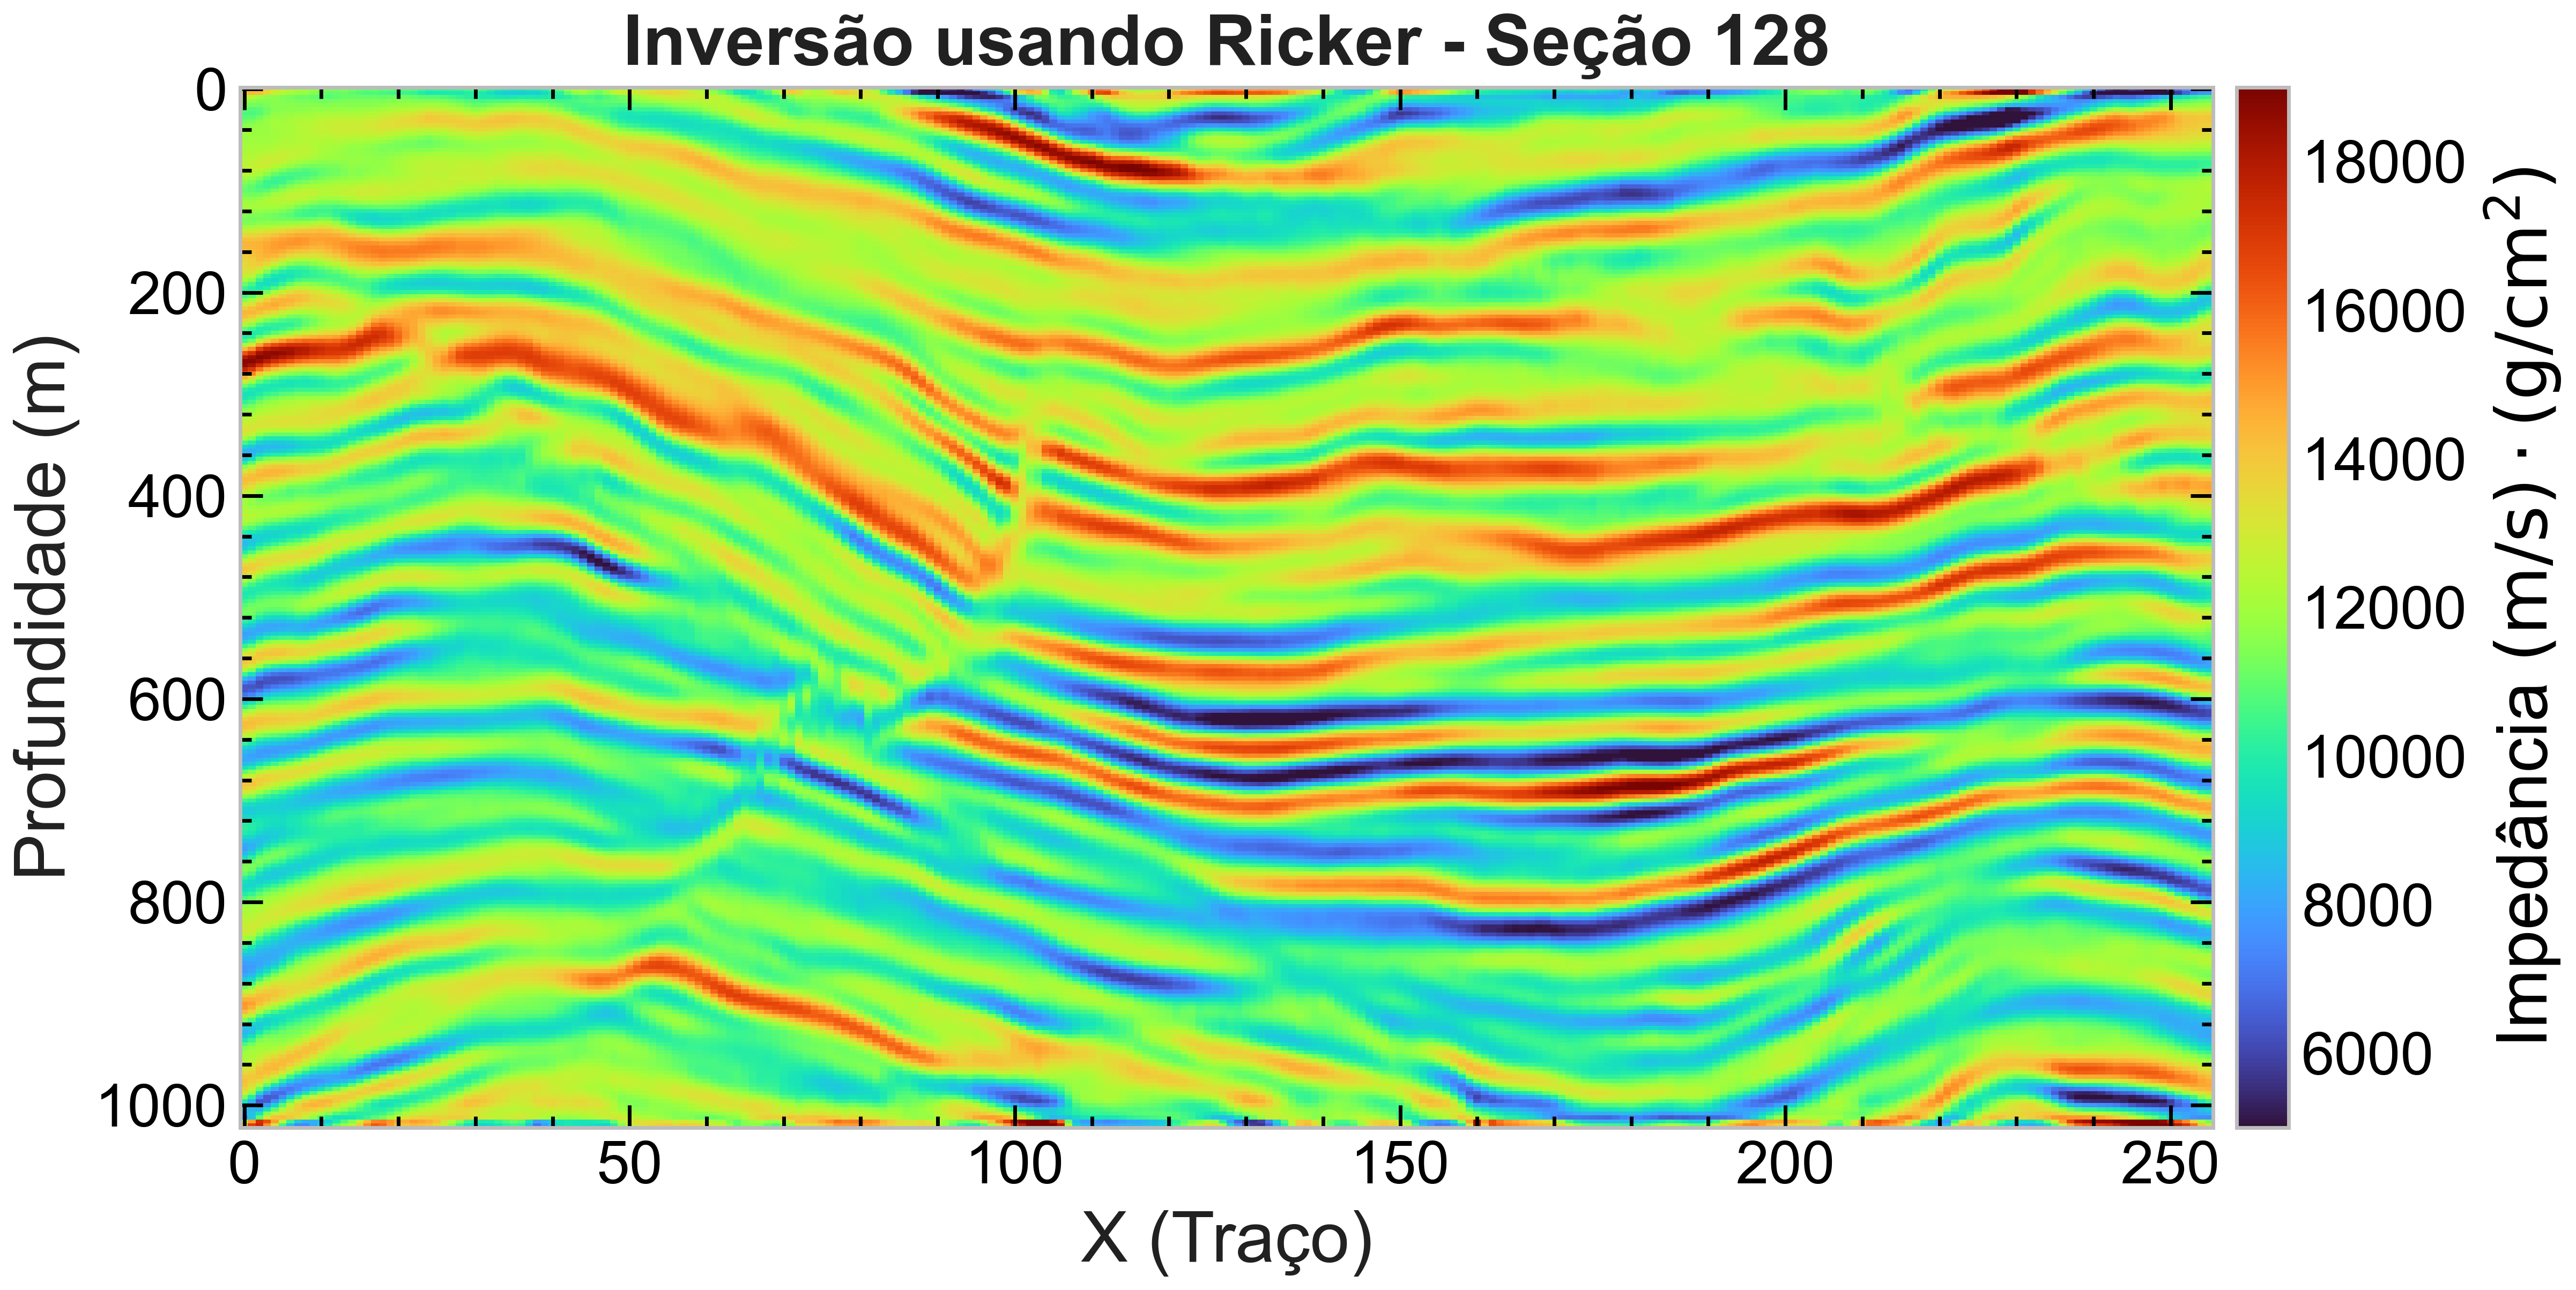 Inversão usando Ricker - Seção 128
Profundidade (m)
0
200
400
600
800
1000
0 50 100 150 200 250
X (Traço)
18000
16000
14000
12000
10000
8000
6000
Impedância (m/s) · (g/cm²)